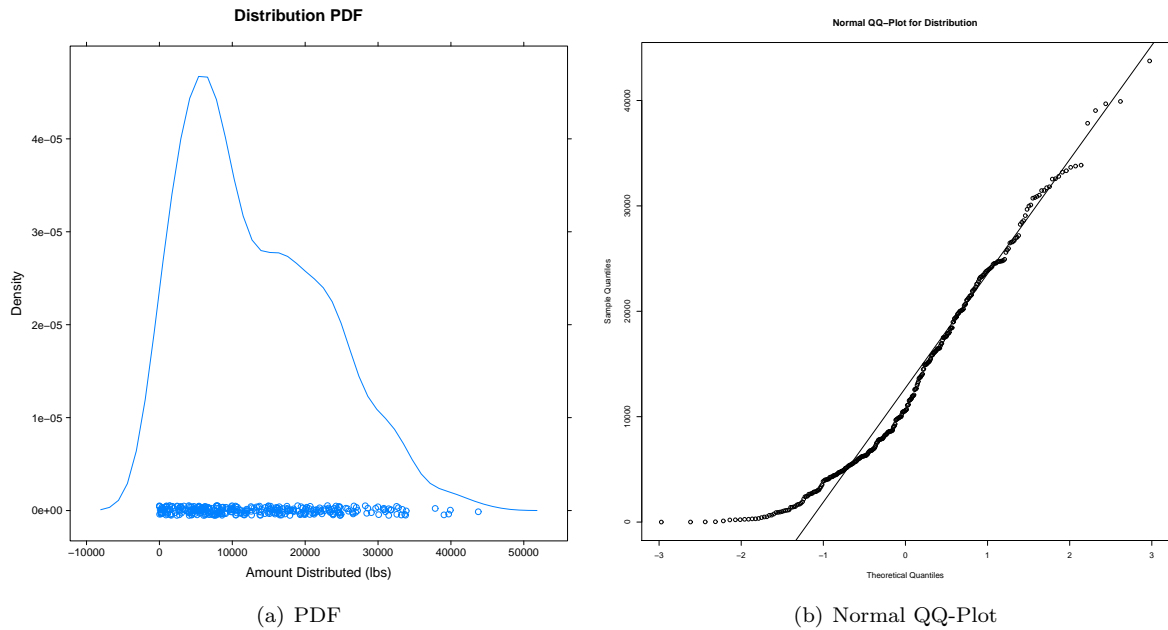 Distribution PDF
−10000 0 10000 20000 30000 40000 50000
0e+00
1e−05
2e−05
3e−05
4e−05
Density
Amount Distributed (lbs)
(a) PDF
Normal QQ−Plot for Distribution
0
10000
20000
30000
40000
Sample Quantiles
−3 −2 −1 0 1 2 3
Theoretical Quantiles
(b) Normal QQ-Plot